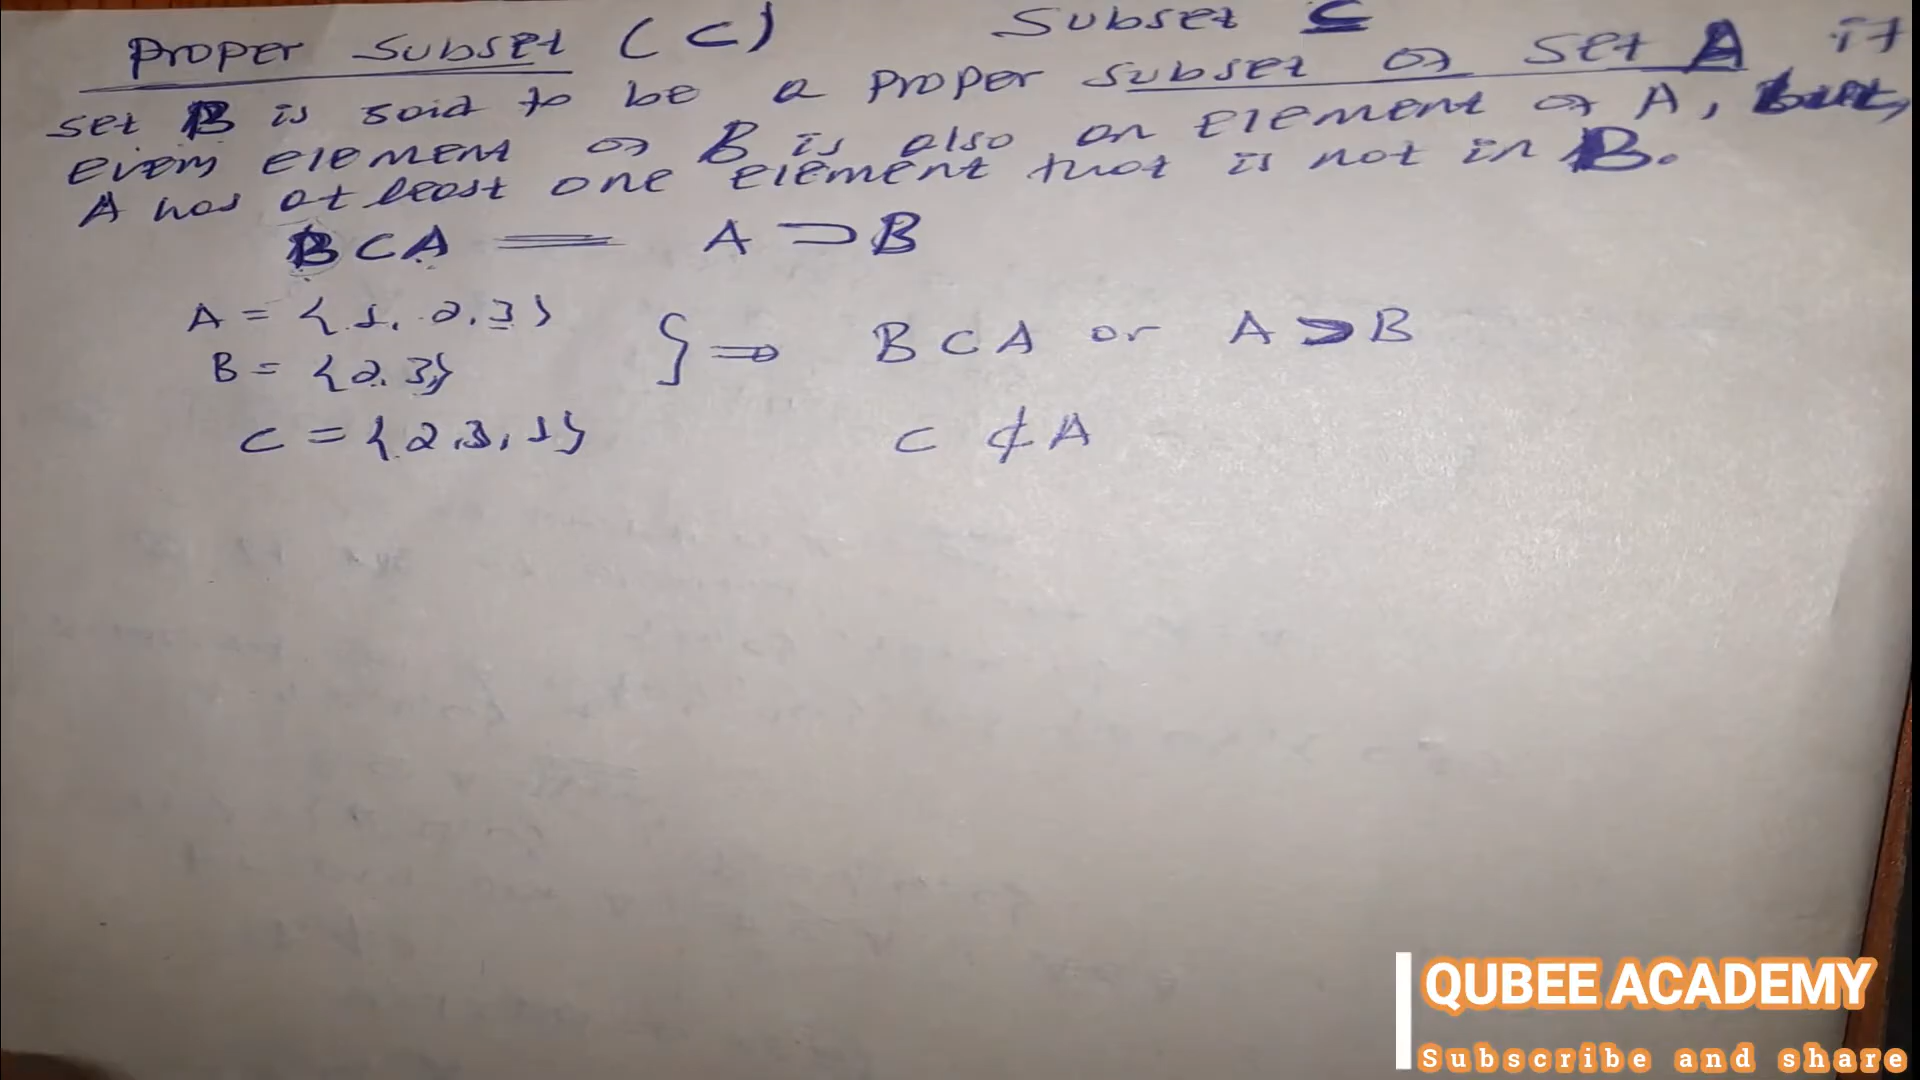 Proper subset (⊂) Subset ⊆
set B is said to be a proper subset of set A if
every element of B is also an element of A, but,
A has at least one element that is not in B.
B⊂A = A ⊃ B
A = {1, 2, 3}
B = {2, 3} } ⇒ B ⊂ A or A ⊃ B
C = {2, 3, 1} C ⊄ A
QUBEE ACADEMY
Subscribe and share